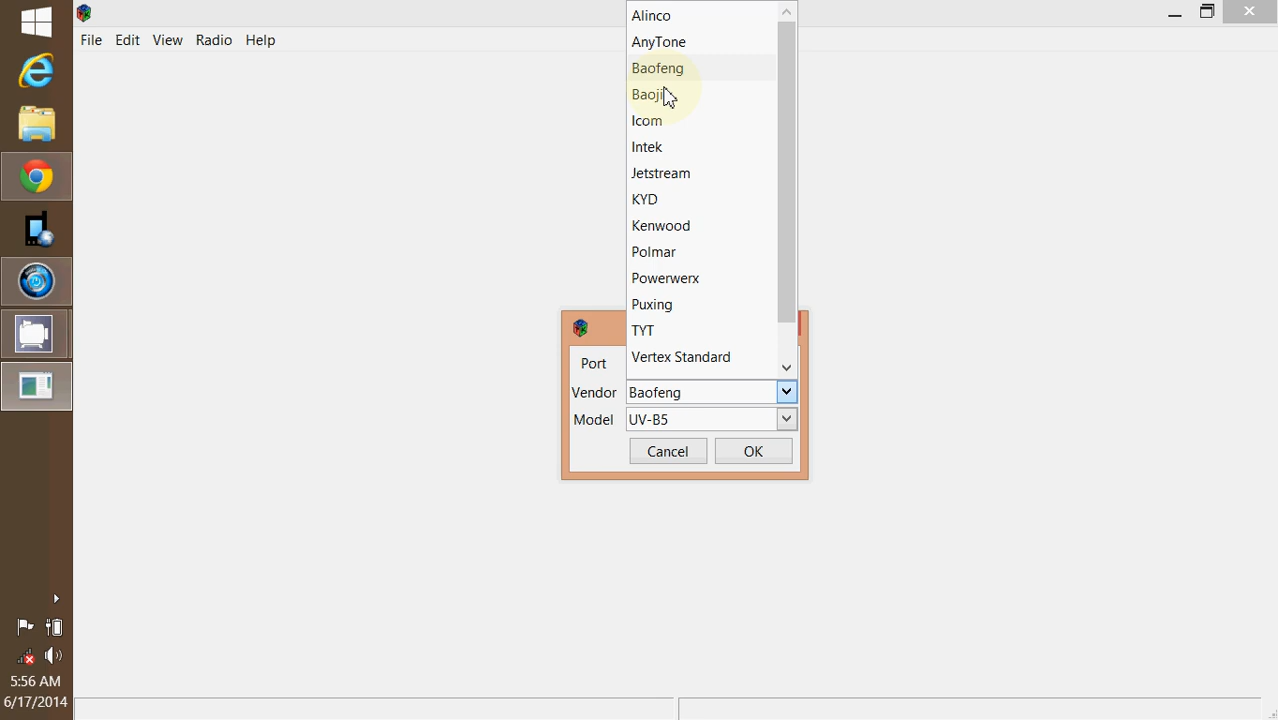 File Edit View Radio Help
Alinco
AnyTone
Baofeng
Baoji
Icom
Intek
Jetstream
KYD
Kenwood
Polmar
Powerwerx
Puxing
TYT
Vertex Standard
Port
Vendor Baofeng
Model UV-B5
Cancel OK
5:56 AM
6/17/2014